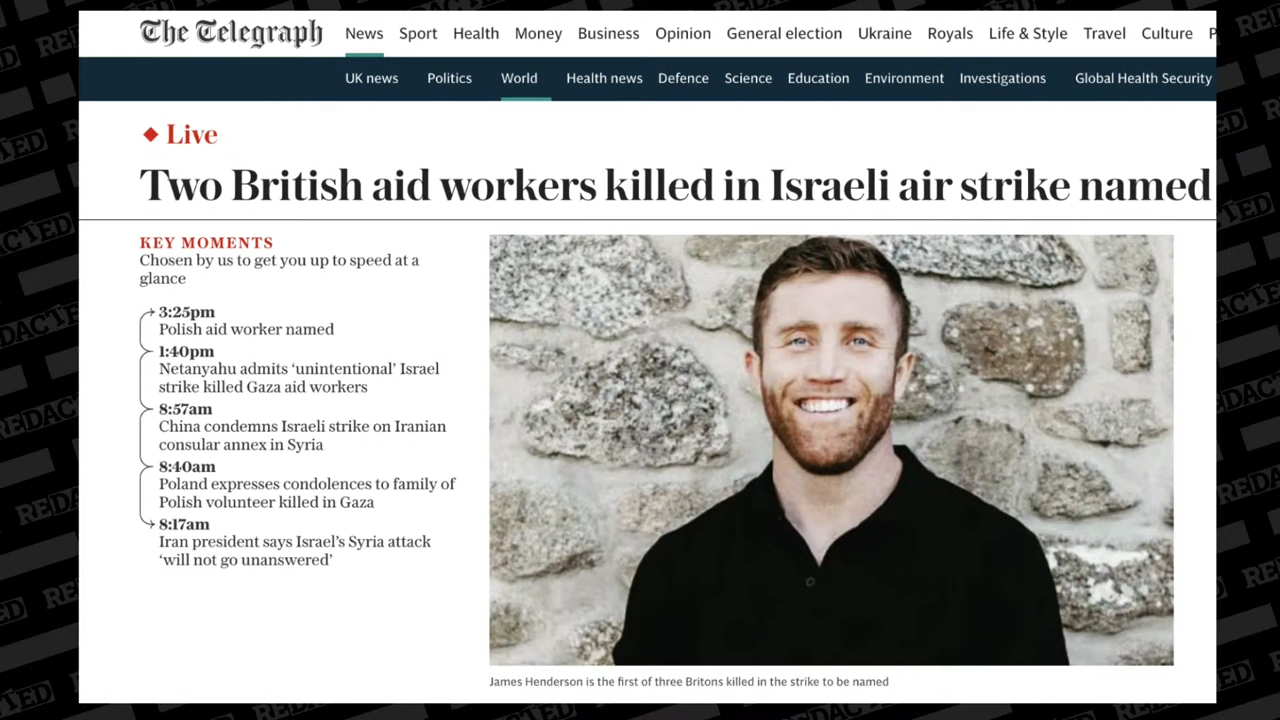 The Telegraph
News Sport Health Money Business Opinion General election Ukraine Royals Life & Style Travel Culture P
UK news Politics World Health news Defence Science Education Environment Investigations Global Health Security
Live
Two British aid workers killed in Israeli air strike named
KEY MOMENTS
Chosen by us to get you up to speed at a
glance
3:25pm
Polish aid worker named
1:40pm
Netanyahu admits ‘unintentional’ Israel
strike killed Gaza aid workers
8:57am
China condemns Israeli strike on Iranian
consular annex in Syria
8:40am
Poland expresses condolences to family of
Polish volunteer killed in Gaza
8:17am
Iran president says Israel’s Syria attack
‘will not go unanswered’
James Henderson is the first of three Britons killed in the strike to be named